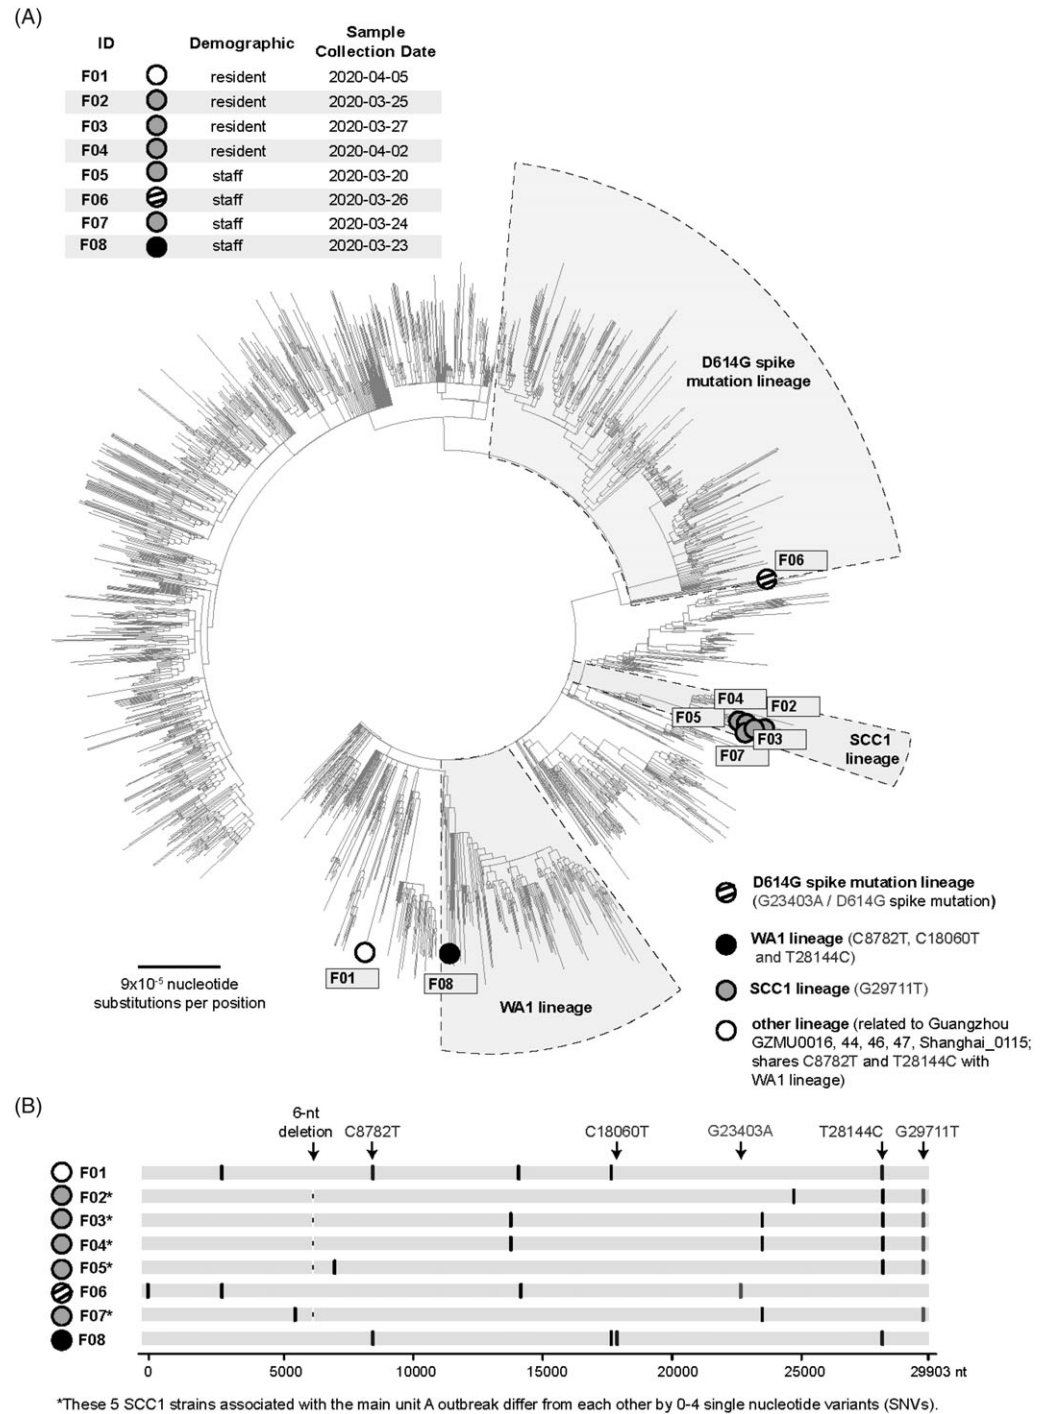 (A)
ID Demographic Sample Collection Date
F01 resident 2020-04-05
F02 resident 2020-03-25
F03 resident 2020-03-27
F04 resident 2020-04-02
F05 staff 2020-03-20
F06 staff 2020-03-26
F07 staff 2020-03-24
F08 staff 2020-03-23
D614G spike
mutation lineage
F06
F04
F02
F05
F03
F07
SCC1
lineage
F01
F08
WA1 lineage
9x10⁻⁵ nucleotide
substitutions per position
D614G spike mutation lineage
(G23403A / D614G spike mutation)
WA1 lineage (C8782T, C18060T
and T28144C)
SCC1 lineage (G29711T)
other lineage (related to Guangzhou
GZMU0016, 44, 46, 47, Shanghai_0115;
shares C8782T and T28144C with
WA1 lineage)
(B)
6-nt
deletion C8782T C18060T G23403A T28144C G29711T
F01
F02*
F03*
F04*
F05*
F06
F07*
F08
0 5000 10000 15000 20000 25000 29903 nt
*These 5 SCC1 strains associated with the main unit A outbreak differ from each other by 0-4 single nucleotide variants (SNVs).